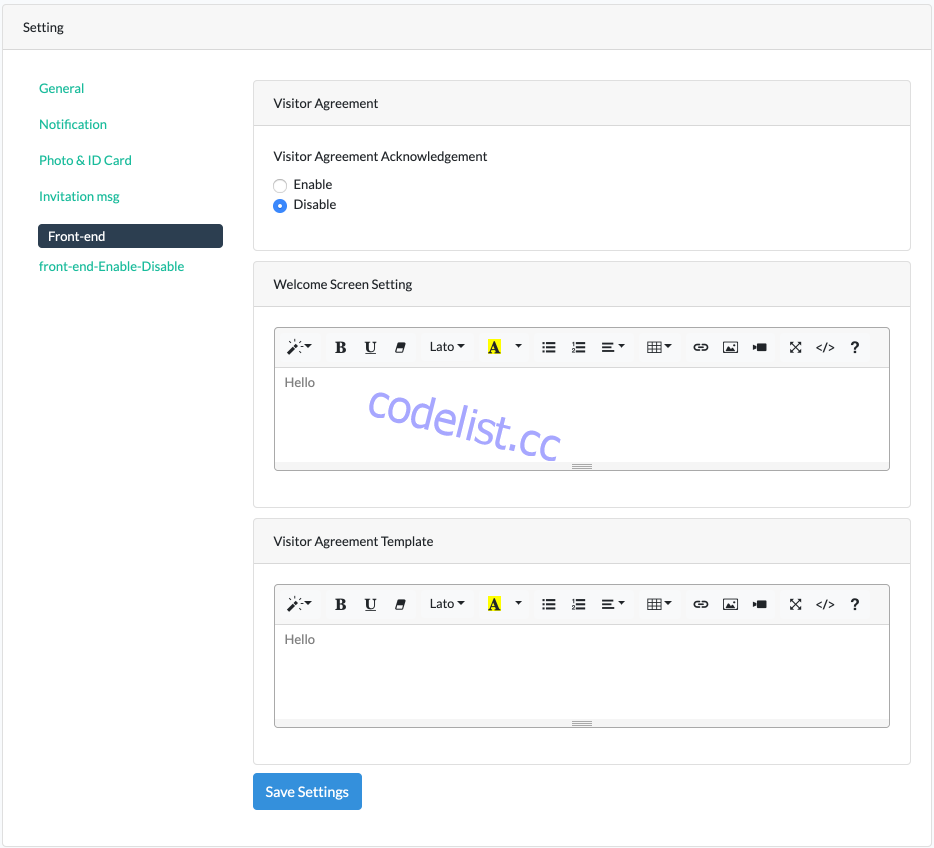 Setting
General
Notification
Photo & ID Card
Invitation msg
Front-end
front-end-Enable-Disable
Visitor Agreement
Visitor Agreement Acknowledgement
Enable
Disable
Welcome Screen Setting
B U Lato A </> ?
Hello
codelist.cc
Visitor Agreement Template
B U Lato A </> ?
Hello
Save Settings